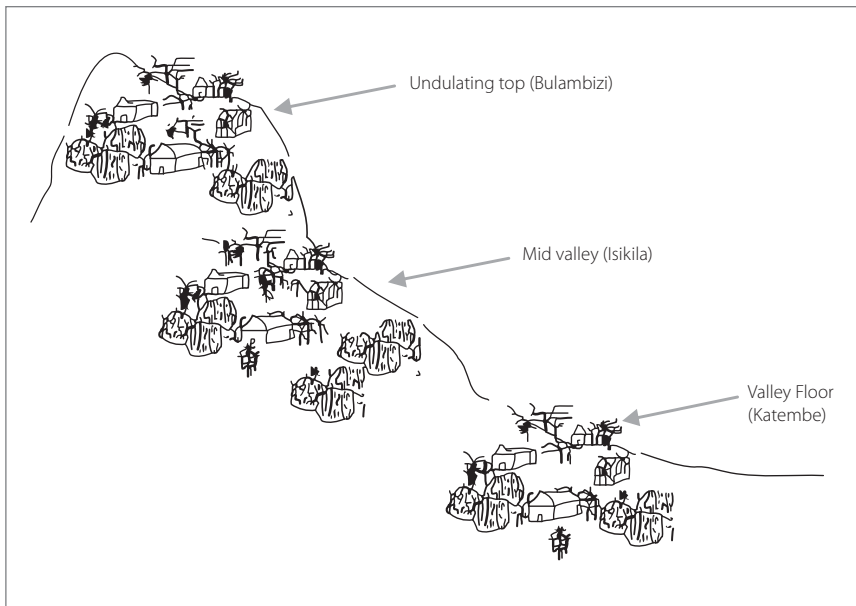 Undulating top (Bulambizi)
Mid valley (Isikila)
Valley Floor
(Katembe)